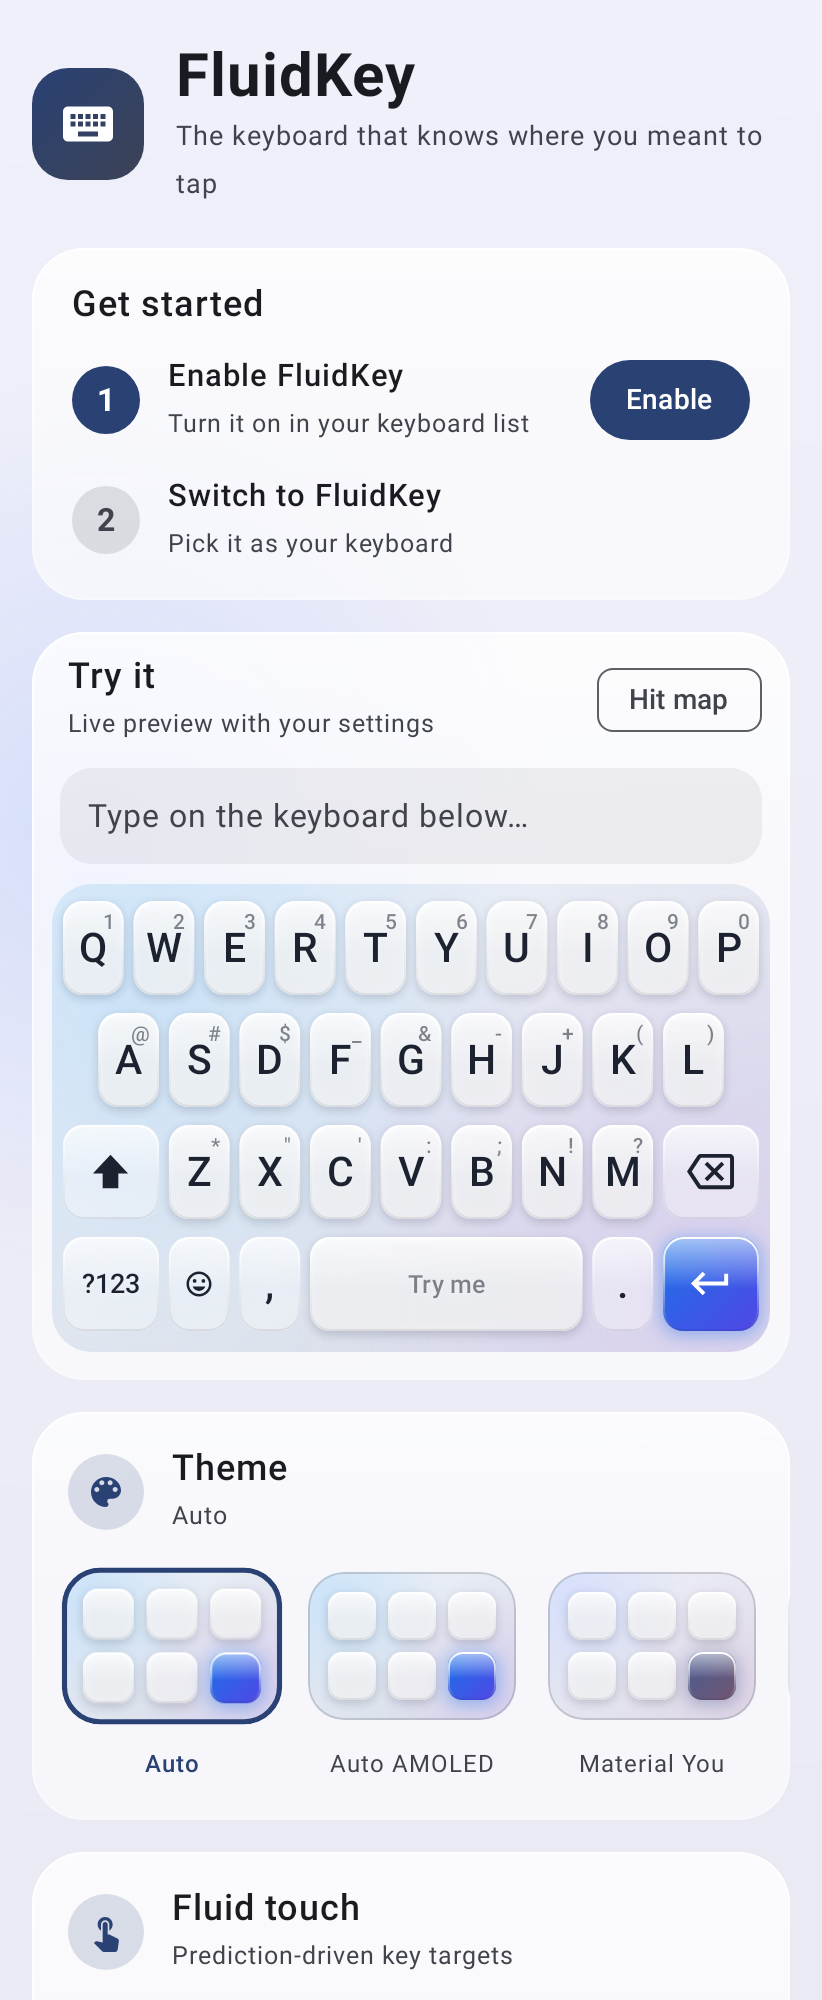 FluidKey
The keyboard that knows where you meant to
tap
Get started
1
Enable FluidKey
Turn it on in your keyboard list
Enable
2
Switch to FluidKey
Pick it as your keyboard
Try it
Live preview with your settings
Hit map
Type on the keyboard below...
1 2 3 4 5 6 7 8 9 0
Q W E R T Y U I O P
@ # $ _ & - + ( )
A S D F G H J K L
* " ' : ; ! ?
Z X C V B N M
?123 , Try me .
Theme
Auto
Auto Auto AMOLED Material You
Fluid touch
Prediction-driven key targets